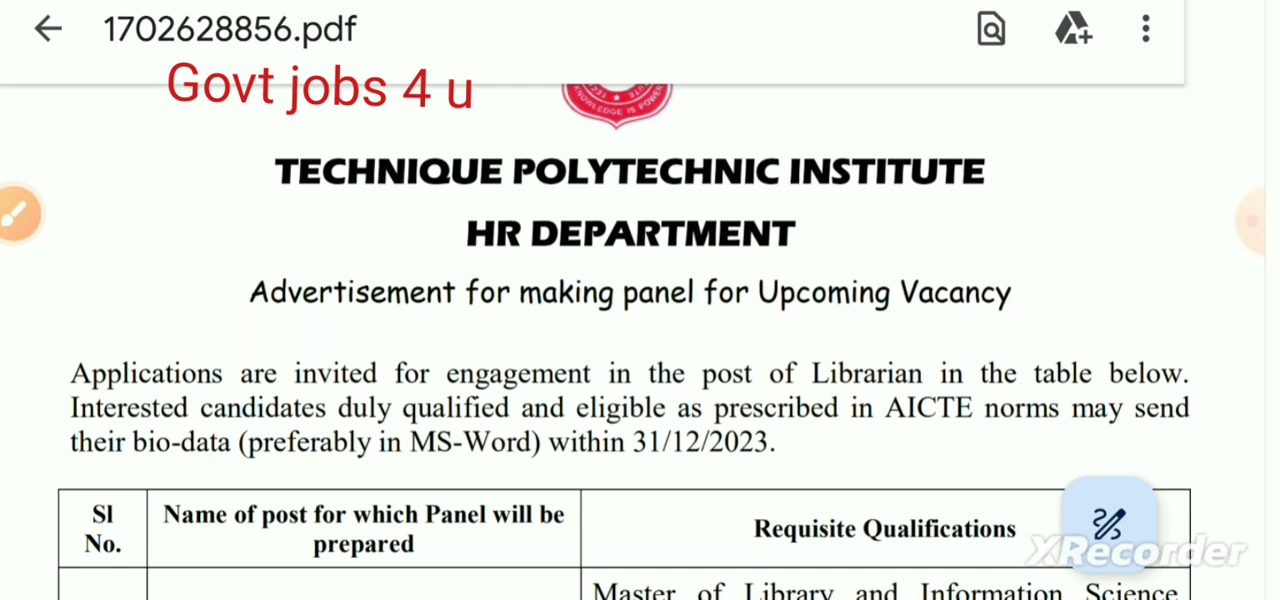 1702628856.pdf
Govt jobs 4 u
KNOWLEDGE IS POWER
TECHNIQUE POLYTECHNIC INSTITUTE
HR DEPARTMENT
Advertisement for making panel for Upcoming Vacancy
Applications are invited for engagement in the post of Librarian in the table below.
Interested candidates duly qualified and eligible as prescribed in AICTE norms may send
their bio-data (preferably in MS-Word) within 31/12/2023.
Sl
No.
Name of post for which Panel will be
prepared
Requisite Qualifications
XRecorder
Master of Library and Information Science